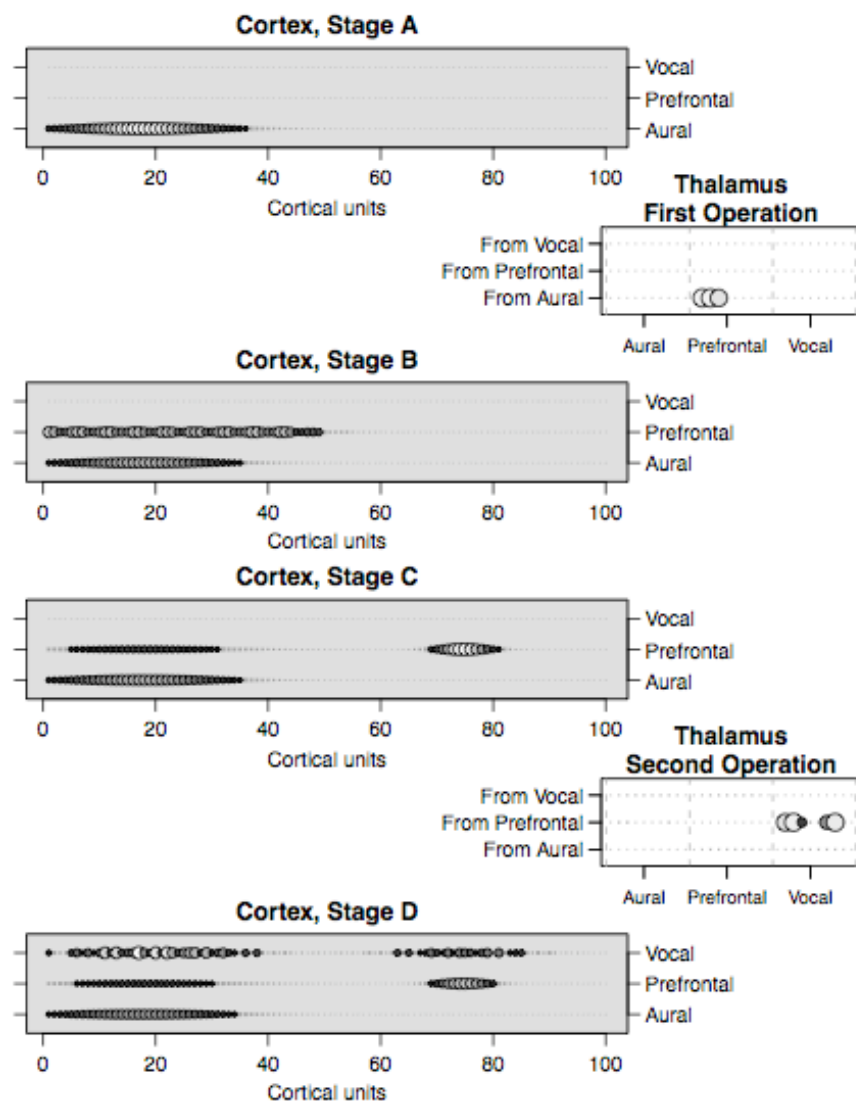 Cortex, Stage A
Vocal
Prefrontal
Aural
0 20 40 60 80 100
Cortical units
Thalamus
First Operation
From Vocal
From Prefrontal
From Aural
Aural Prefrontal Vocal
Cortex, Stage B
Vocal
Prefrontal
Aural
0 20 40 60 80 100
Cortical units
Cortex, Stage C
Vocal
Prefrontal
Aural
0 20 40 60 80 100
Cortical units
Thalamus
Second Operation
From Vocal
From Prefrontal
From Aural
Aural Prefrontal Vocal
Cortex, Stage D
Vocal
Prefrontal
Aural
0 20 40 60 80 100
Cortical units